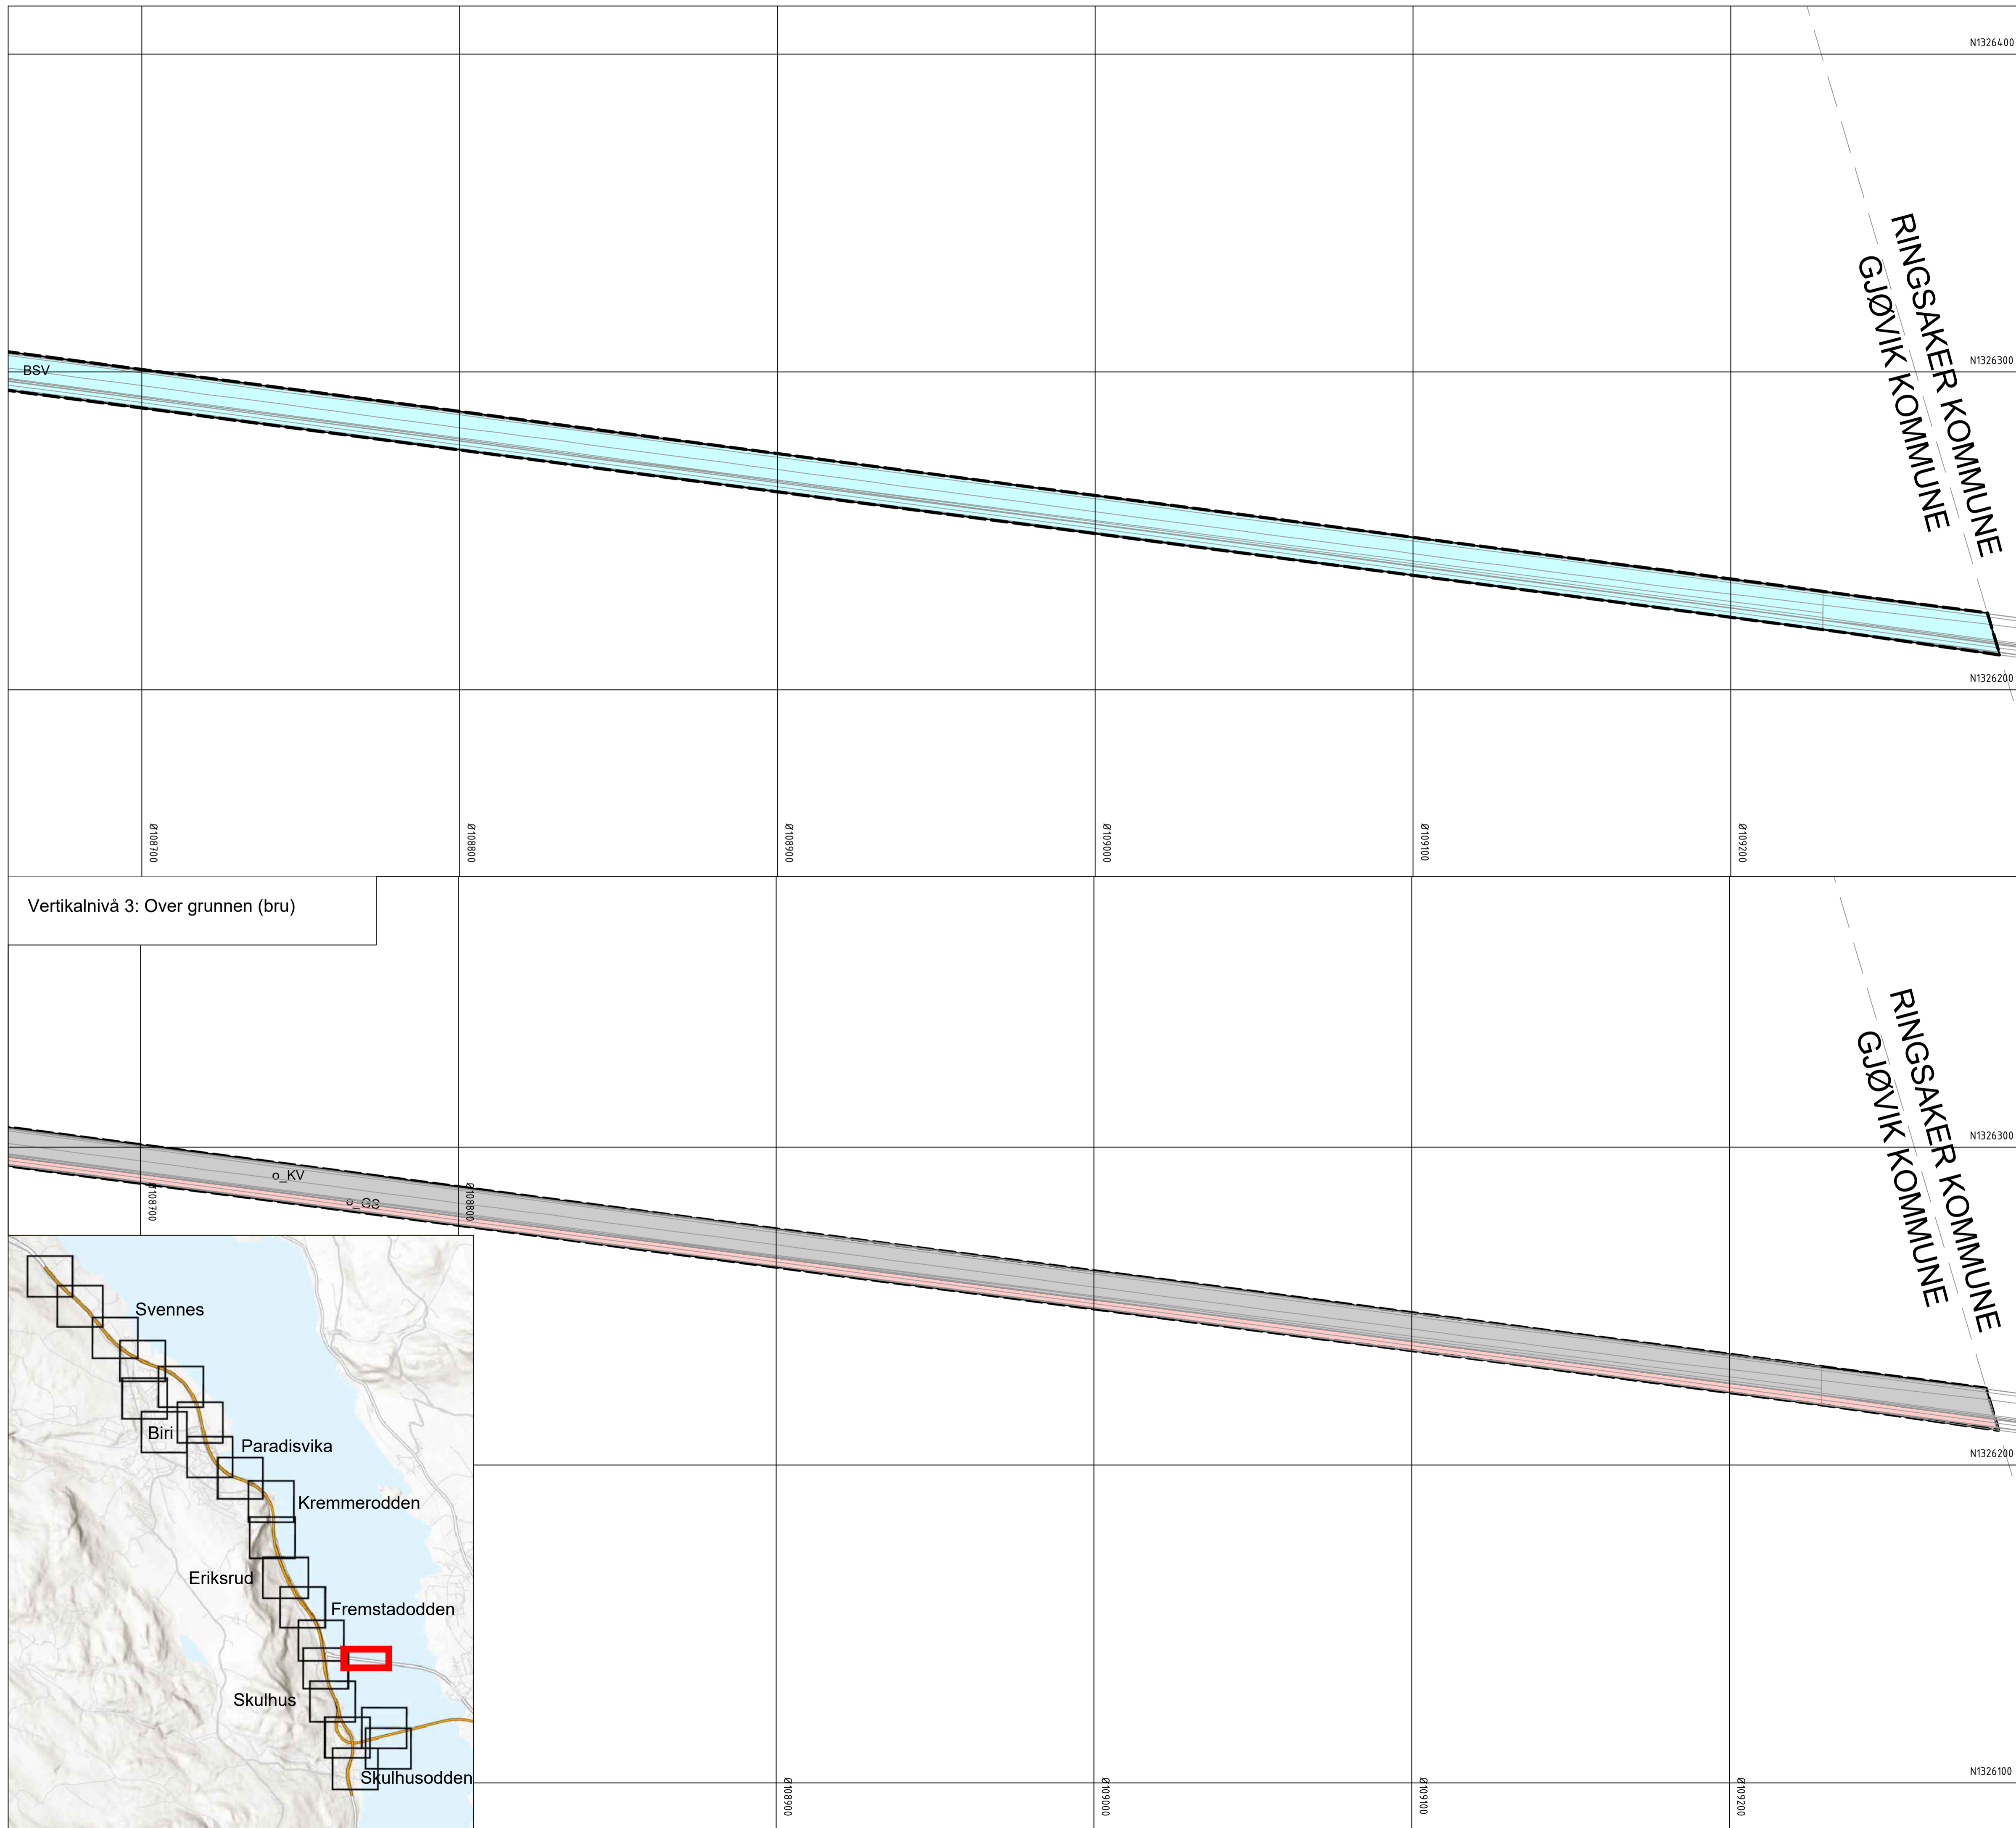 N1326400
RINGSAKER KOMMUNE
GJØVIK KOMMUNE
N1326300
BSV
N1326200
Ø108700
Ø108800
Ø108900
Ø109000
Ø109100
Ø109200
Vertikalnivå 3: Over grunnen (bru)
RINGSAKER KOMMUNE
GJØVIK KOMMUNE
N1326300
o_KV
o_GS
Ø108700
Ø108800
Svennes
Biri
Paradisvika
Kremmerodden
N1326200
Eriksrud
Fremstadodden
Skulhus
Skulhusodden
N1326100
Ø108900
Ø109000
Ø109100
Ø109200